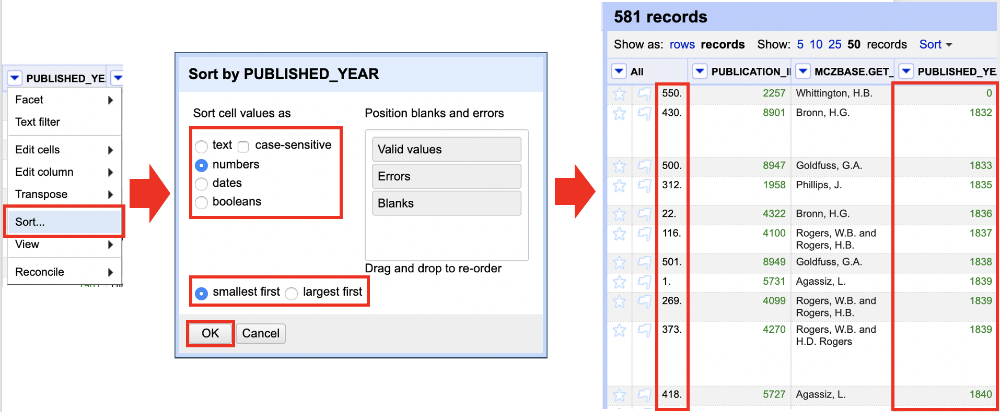 PUBLISHED_YE
Facet
Text filter
Edit cells
Edit column
Transpose
Sort...
View
Reconcile
Sort by PUBLISHED_YEAR
Sort cell values as
text case-sensitive
numbers
dates
booleans
smallest first largest first
Position blanks and errors
Valid values
Errors
Blanks
Drag and drop to re-order
OK Cancel
581 records
Show as: rows records Show: 5 10 25 50 records Sort
All PUBLICATION_I MCZBASE.GET_ PUBLISHED_YE
550. 2257 Whittington, H.B. 0
430. 8901 Bronn, H.G. 1832
500. 8947 Goldfuss, G.A. 1833
312. 1958 Phillips, J. 1835
22. 4322 Bronn, H.G. 1836
116. 4100 Rogers, W.B. and 1837
Rogers, H.B.
501. 8949 Goldfuss, G.A. 1838
1. 5731 Agassiz, L. 1839
269. 4099 Rogers, W.B. and 1839
Rogers, H.B.
373. 4270 Rogers, W.B. and 1839
H.D. Rogers
418. 5727 Agassiz, L. 1840